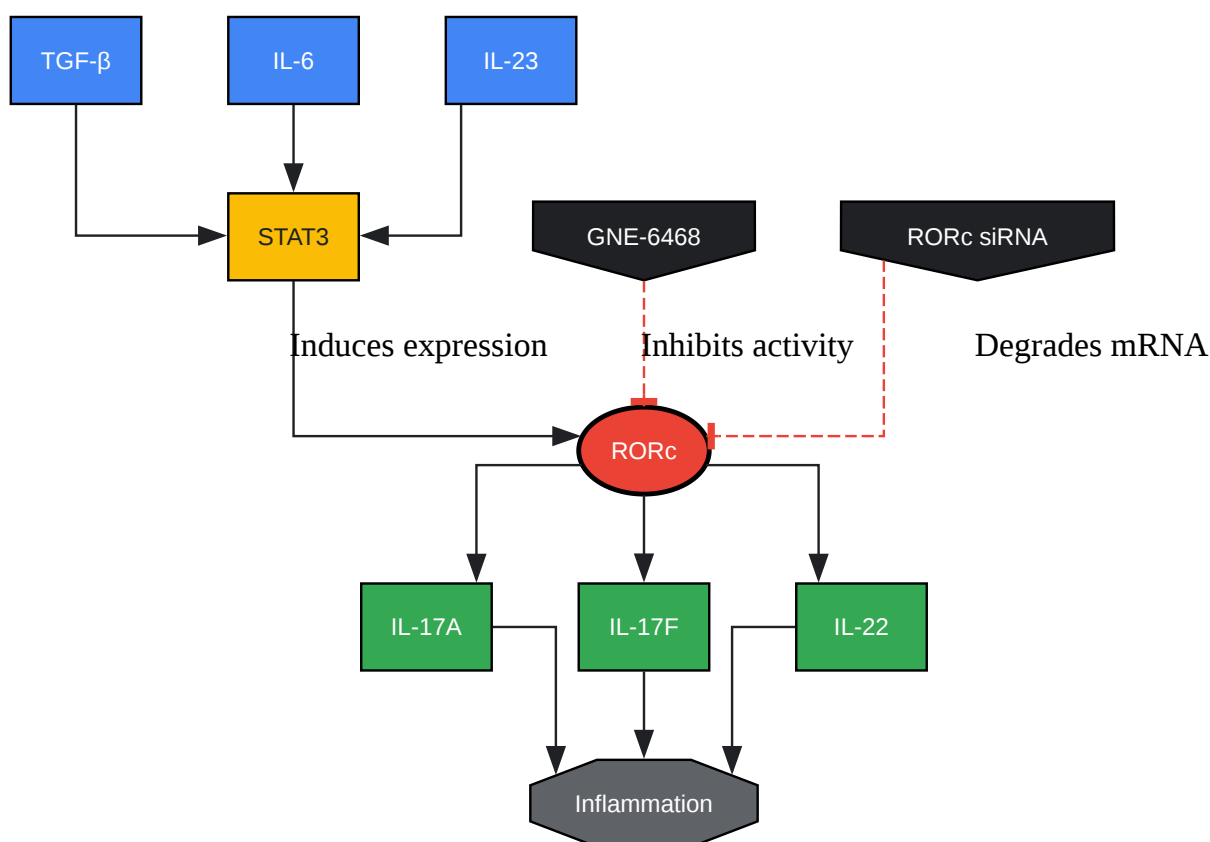 TGF-β
IL-6
IL-23
STAT3
GNE-6468
RORc siRNA
Induces expression
Inhibits activity
Degrades mRNA
RORc
IL-17A
IL-17F
IL-22
Inflammation